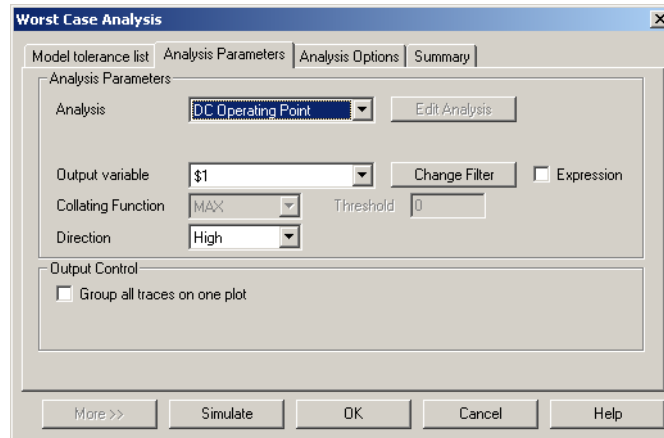 Worst Case Analysis
Model tolerance list Analysis Parameters Analysis Options Summary
Analysis Parameters
Analysis DC Operating Point Edit Analysis
Output variable $1 Change Filter Expression
Collating Function MAX Threshold 0
Direction High
Output Control
Group all traces on one plot
More >> Simulate OK Cancel Help